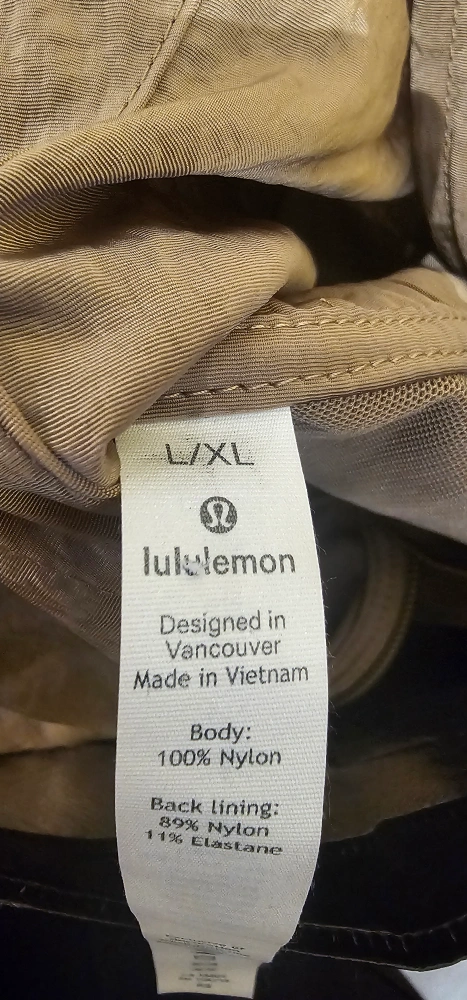 L/XL
lululemon
Designed in
Vancouver
Made in Vietnam
Body:
100% Nylon
Back lining:
89% Nylon
11% Elastane